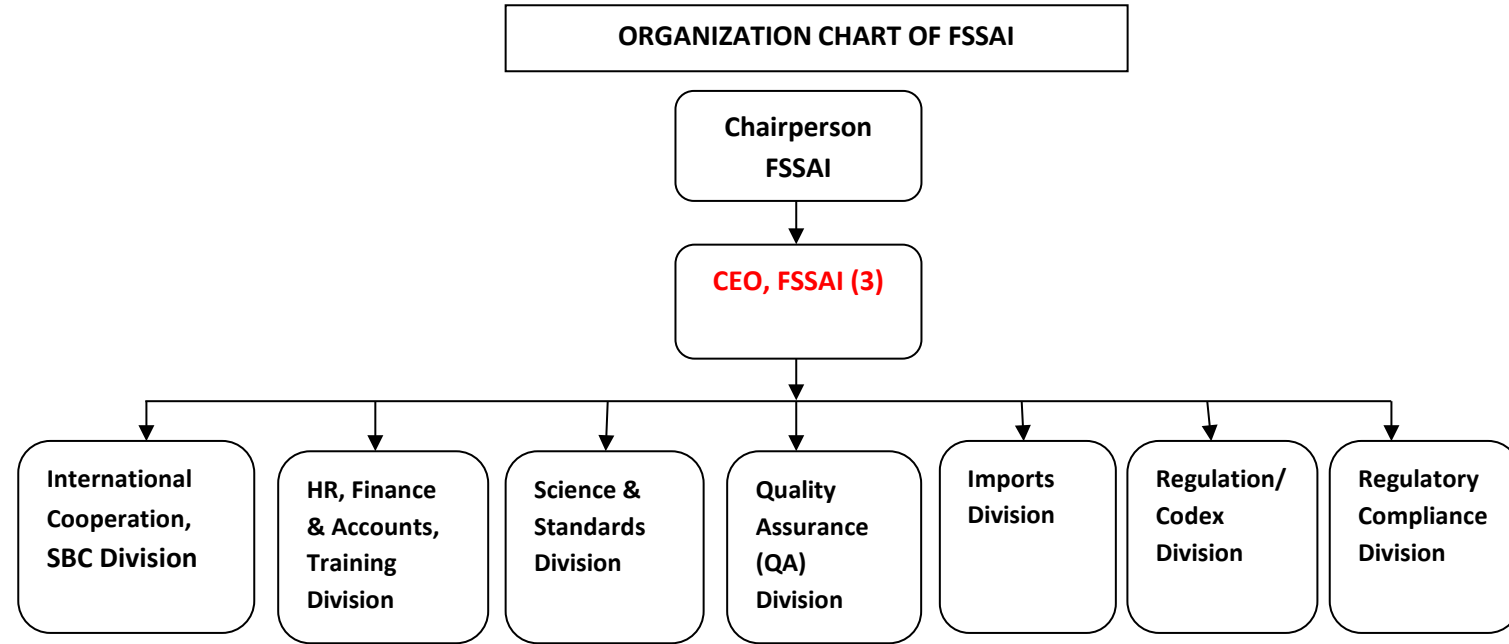 ORGANIZATION CHART OF FSSAI
Chairperson
FSSAI
CEO, FSSAI (3)
International
Cooperation,
SBC Division
HR, Finance
& Accounts,
Training
Division
Science &
Standards
Division
Quality
Assurance
(QA)
Division
Imports
Division
Regulation/
Codex
Division
Regulatory
Compliance
Division